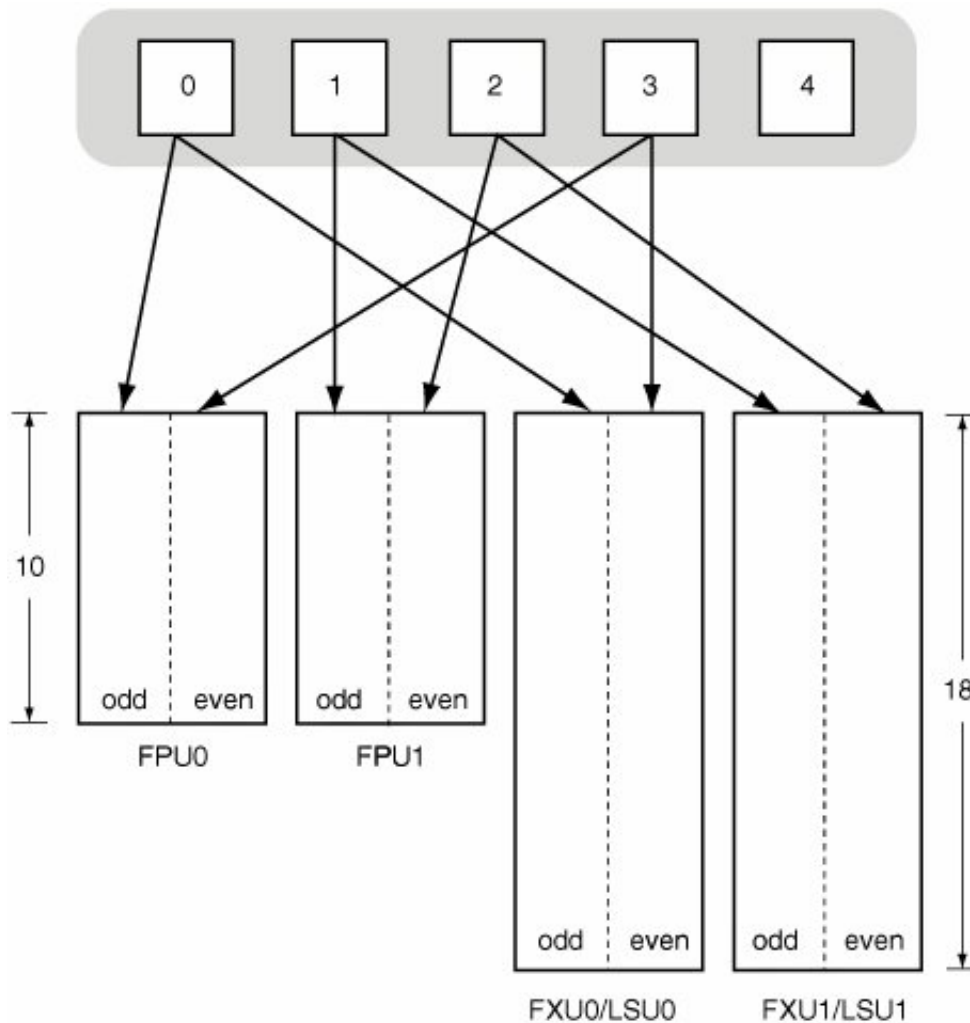 0 1 2 3 4
10
18
odd even odd even
FPU0 FPU1
odd even odd even
FXU0/LSU0 FXU1/LSU1